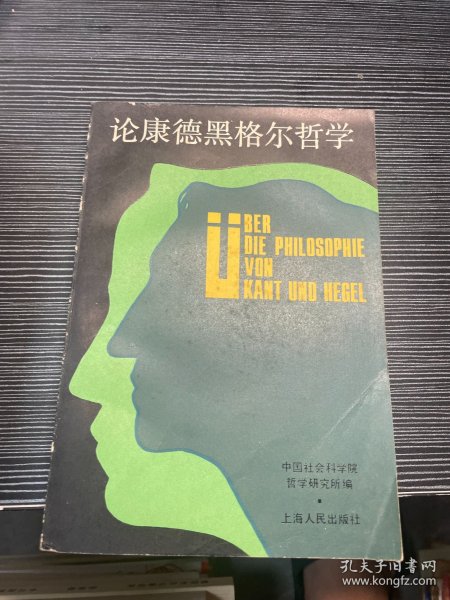 论康德黑格尔哲学
ÜBER
DIE PHILOSOPHIE
VON
KANT UND HEGEL
中国社会科学院
哲学研究所编
上海人民出版社
孔夫子旧书网
www.kongfz.com